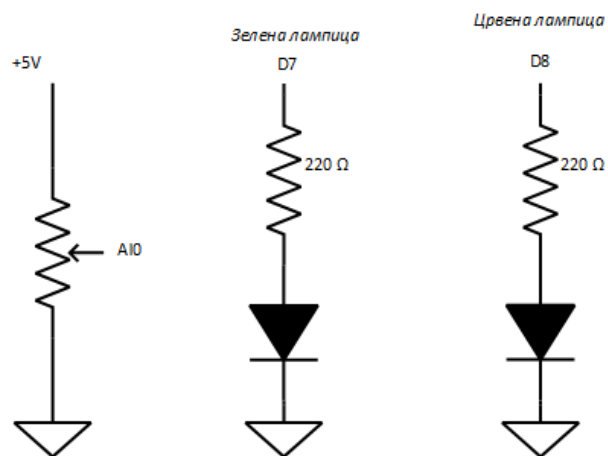 +5V
AI0
Зелена лампица
D7
220 Ω
Црвена лампица
D8
220 Ω